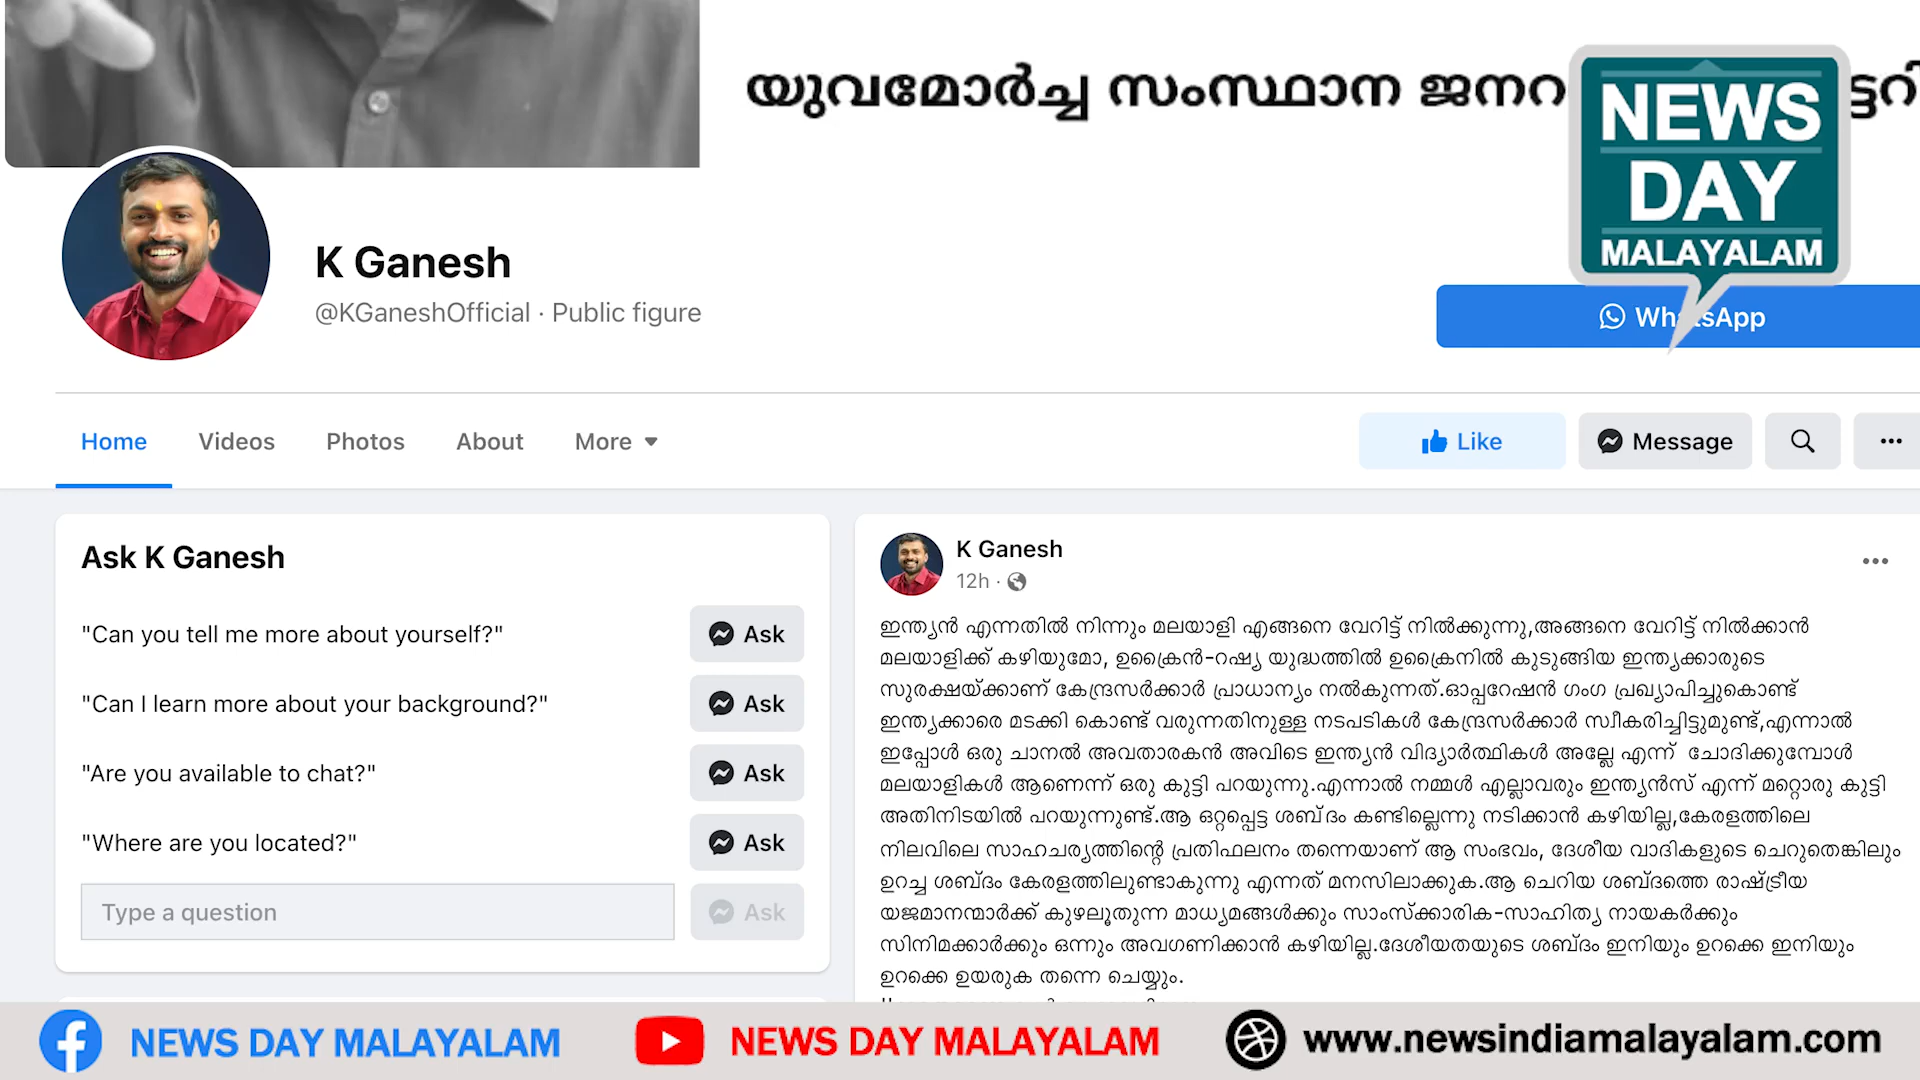 യുവമോർച്ച സംസ്ഥാന
NEWS
DAY
MALAYALAM
K Ganesh
@KGaneshOfficial · Public figure
WhatsApp
Home Videos Photos About More
Like Message
Ask K Ganesh
"Can you tell me more about yourself?" Ask
"Can I learn more about your background?" Ask
"Are you available to chat?" Ask
"Where are you located?" Ask
Type a question Ask
K Ganesh
12h ·
ഇന്ത്യൻ എന്നതിൽ നിന്നും മലയാളി എങ്ങനെ വേറിട്ട് നിൽക്കുന്നു,അങ്ങനെ വേറിട്ട് നിൽക്കാൻ
മലയാളിക്ക് കഴിയുമോ, ഉക്രൈൻ-റഷ്യ യുദ്ധത്തിൽ ഉക്രൈനിൽ കുടുങ്ങിയ ഇന്ത്യക്കാരുടെ
സുരക്ഷയ്ക്കാണ് കേന്ദ്രസർക്കാർ പ്രാധാന്യം നൽകുന്നത്.ഓപ്പറേഷൻ ഗംഗ പ്രഖ്യാപിച്ചുകൊണ്ട്
ഇന്ത്യക്കാരെ മടക്കി കൊണ്ട് വരുന്നതിനുള്ള നടപടികൾ കേന്ദ്രസർക്കാർ സ്വീകരിച്ചിട്ടുമുണ്ട്,എന്നാൽ
ഇപ്പോൾ ഒരു ചാനൽ അവതാരകൻ അവിടെ ഇന്ത്യൻ വിദ്യാർത്ഥികൾ അല്ലേ എന്ന് ചോദിക്കുമ്പോൾ
മലയാളികൾ ആണെന്ന് ഒരു കുട്ടി പറയുന്നു.എന്നാൽ നമ്മൾ എല്ലാവരും ഇന്ത്യൻസ് എന്ന് മറ്റൊരു കുട്ടി
അതിനിടയിൽ പറയുന്നുണ്ട്.ആ ഒറ്റപ്പെട്ട ശബ്ദം കണ്ടില്ലെന്നു നടിക്കാൻ കഴിയില്ല,കേരളത്തിലെ
നിലവിലെ സാഹചര്യത്തിന്റെ പ്രതിഫലനം തന്നെയാണ് ആ സംഭവം, ദേശീയ വാദികളുടെ ചെറുതെങ്കിലും
ഉറച്ച ശബ്ദം കേരളത്തിലുണ്ടാകുന്നു എന്നത് മനസിലാക്കുക.ആ ചെറിയ ശബ്ദത്തെ രാഷ്ട്രീയ
യജമാനന്മാർക്ക് കുഴലൂതുന്ന മാധ്യമങ്ങൾക്കും സാംസ്ക്കാരിക-സാഹിത്യ നായകർക്കും
സിനിമക്കാർക്കും ഒന്നും അവഗണിക്കാൻ കഴിയില്ല.ദേശീയതയുടെ ശബ്ദം ഇനിയും ഉറക്കെ ഇനിയും
ഉറക്കെ ഉയരുക തന്നെ ചെയ്യും.
NEWS DAY MALAYALAM NEWS DAY MALAYALAM www.newsindiamalayalam.com